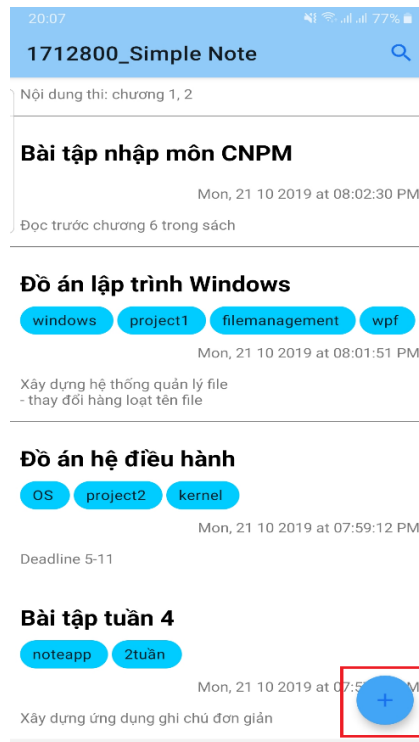 20:07 77%
1712800_Simple Note
Nội dung thi: chương 1, 2
Bài tập nhập môn CNPM
Mon, 21 10 2019 at 08:02:30 PM
Đọc trước chương 6 trong sách
Đồ án lập trình Windows
windows project1 filemanagement wpf
Mon, 21 10 2019 at 08:01:51 PM
Xây dựng hệ thống quản lý file
- thay đổi hàng loạt tên file
Đồ án hệ điều hành
OS project2 kernel
Mon, 21 10 2019 at 07:59:12 PM
Deadline 5-11
Bài tập tuần 4
noteapp 2tuần
Mon, 21 10 2019 at
Xây dựng ứng dụng ghi chú đơn giản
+